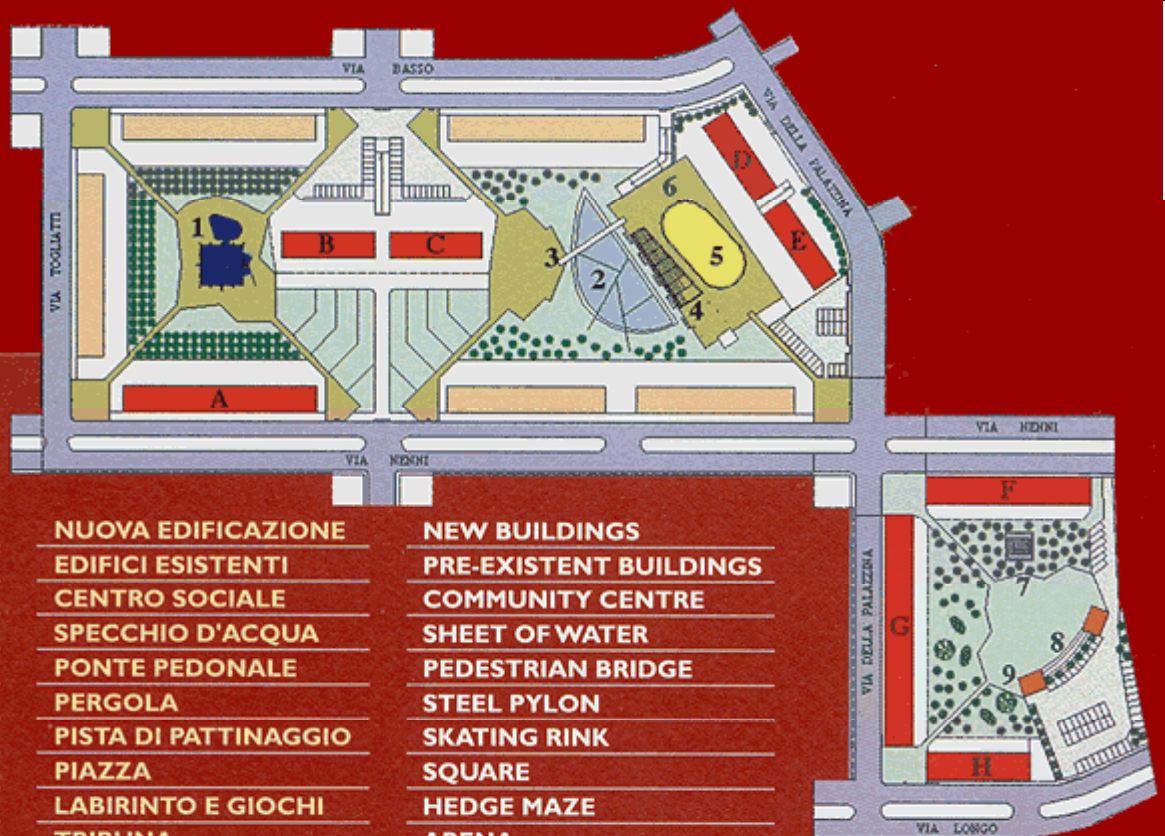 VIA BASSO
VIA DELLA PALAZZINA
D
6
1
VIA TOGLIATTI
B
C
3
2
5
E
4
A
VIA NENNI
VIA NENNI
F
7
VIA DELLA PALAZZINA
G
8
9
H
VIA LONGO
NUOVA EDIFICAZIONE NEW BUILDINGS
EDIFICI ESISTENTI PRE-EXISTENT BUILDINGS
CENTRO SOCIALE COMMUNITY CENTRE
SPECCHIO D'ACQUA SHEET OF WATER
PONTE PEDONALE PEDESTRIAN BRIDGE
PERGOLA STEEL PYLON
PISTA DI PATTINAGGIO SKATING RINK
PIAZZA SQUARE
LABIRINTO E GIOCHI HEDGE MAZE
TRIBUNA ARENA